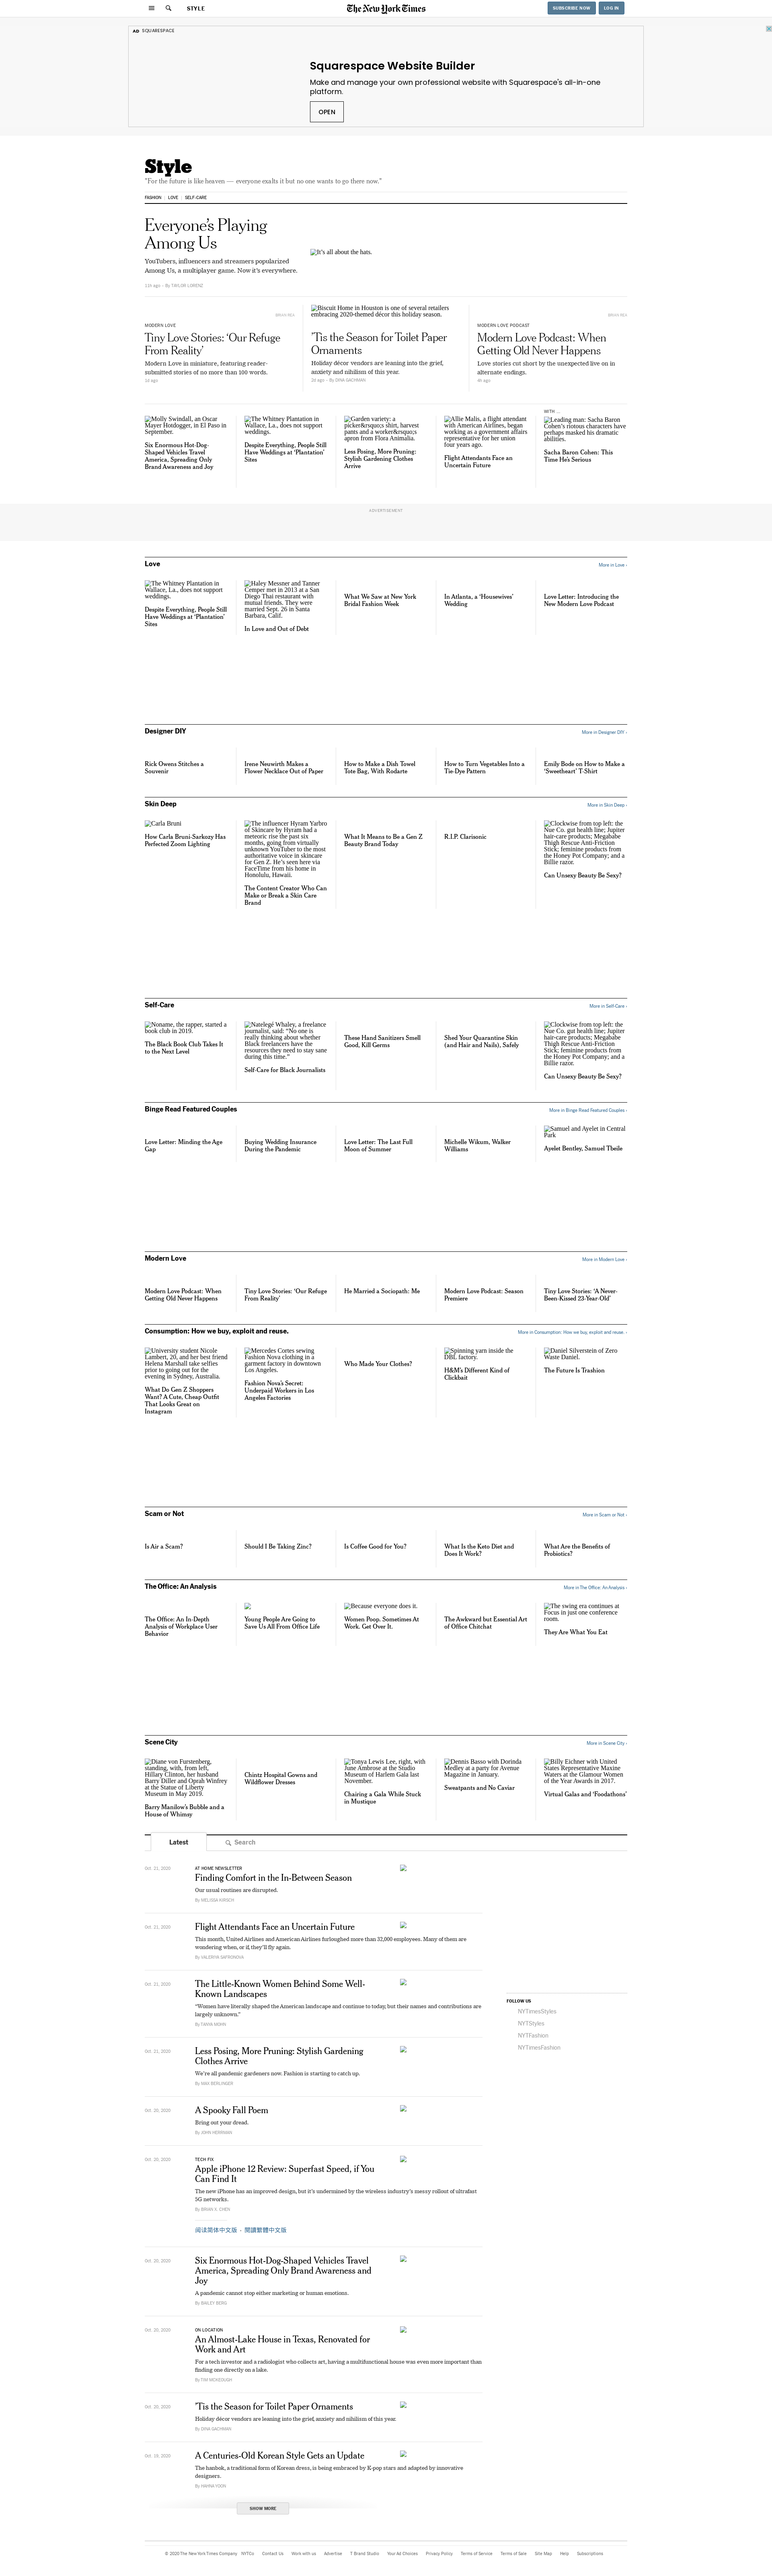 STYLE
The New York Times
SUBSCRIBE NOW
LOG IN
AD SQUARESPACE
Squarespace Website Builder
Make and manage your own professional website with Squarespace's all-in-one
platform.
OPEN
Style
“For the future is like heaven — everyone exalts it but no one wants to go there now.”
FASHION LOVE SELF-CARE
Everyone’s Playing
Among Us
YouTubers, influencers and streamers popularized
Among Us, a multiplayer game. Now it’s everywhere.
11h ago · By TAYLOR LORENZ
It’s all about the hats.
BRIAN REA
MODERN LOVE
Tiny Love Stories: ‘Our Refuge
From Reality’
Modern Love in miniature, featuring reader-
submitted stories of no more than 100 words.
1d ago
Biscuit Home in Houston is one of several retailers
embracing 2020-themed décor this holiday season.
’Tis the Season for Toilet Paper
Ornaments
Holiday décor vendors are leaning into the grief,
anxiety and nihilism of this year.
2d ago · By GINA GACHMAN
BRIAN REA
MODERN LOVE PODCAST
Modern Love Podcast: When
Getting Old Never Happens
Love stories cut short by the unexpected live on in
alternate endings.
4h ago
Molly Swindall, an Oscar
Mayer Hotdogger, in El Paso in
September.
Six Enormous Hot-Dog-
Shaped Vehicles Travel
America, Spreading Only
Brand Awareness and Joy
The Whitney Plantation in
Wallace, La., does not support
weddings.
Despite Everything, People Still
Have Weddings at ‘Plantation’
Sites
Garden variety: a
picker&rsquo;s shirt, harvest
pants and a worker&rsquo;s
apron from Flora Animalia.
Less Posing, More Pruning:
Stylish Gardening Clothes
Arrive
Allie Malis, a flight attendant
with American Airlines, began
working as a government affairs
representative for her union
four years ago.
Flight Attendants Face an
Uncertain Future
WITH ...
Leading man: Sacha Baron
Cohen’s riotous characters have
perhaps masked his dramatic
abilities.
Sacha Baron Cohen: This
Time He’s Serious
ADVERTISEMENT
Love
More in Love ›
The Whitney Plantation in
Wallace, La., does not support
weddings.
Despite Everything, People Still
Have Weddings at ‘Plantation’
Sites
Haley Messner and Tanner
Cemper met in 2013 at a San
Diego Thai restaurant with
mutual friends. They were
married Sept. 26 in Santa
Barbara, Calif.
In Love and Out of Debt
What We Saw at New York
Bridal Fashion Week
In Atlanta, a ‘Housewives’
Wedding
Love Letter: Introducing the
New Modern Love Podcast
Designer DIY
More in Designer DIY ›
Rick Owens Stitches a
Souvenir
Irene Neuwirth Makes a
Flower Necklace Out of Paper
How to Make a Dish Towel
Tote Bag, With Rodarte
How to Turn Vegetables Into a
Tie-Dye Pattern
Emily Bode on How to Make a
‘Sweetheart’ T-Shirt
Skin Deep
More in Skin Deep ›
Carla Bruni
How Carla Bruni-Sarkozy Has
Perfected Zoom Lighting
The influencer Hyram Yarbro
of Skincare by Hyram had a
meteoric rise the past six
months, going from virtually
unknown YouTuber to the most
authoritative voice in skincare
for Gen Z. He’s seen here via
FaceTime from his home in
Honolulu, Hawaii.
The Content Creator Who Can
Make or Break a Skin Care
Brand
What It Means to Be a Gen Z
Beauty Brand Today
R.I.P. Clarisonic
Clockwise from top left: the
Nue Co. gut health line; Jupiter
hair-care products; Megababe
Thigh Rescue Anti-Friction
Stick; feminine products from
the Honey Pot Company; and a
Billie razor.
Can Unsexy Beauty Be Sexy?
Self-Care
More in Self-Care ›
Noname, the rapper, started a
book club in 2019.
The Black Book Club Takes It
to the Next Level
Natelegé Whaley, a freelance
journalist, said: “No one is
really thinking about whether
Black freelancers have the
resources they need to stay sane
during this time.”
Self-Care for Black Journalists
These Hand Sanitizers Smell
Good, Kill Germs
Shed Your Quarantine Skin
(and Hair and Nails), Safely
Clockwise from top left: the
Nue Co. gut health line; Jupiter
hair-care products; Megababe
Thigh Rescue Anti-Friction
Stick; feminine products from
the Honey Pot Company; and a
Billie razor.
Can Unsexy Beauty Be Sexy?
Binge Read Featured Couples
More in Binge Read Featured Couples ›
Love Letter: Minding the Age
Gap
Buying Wedding Insurance
During the Pandemic
Love Letter: The Last Full
Moon of Summer
Michelle Wikum, Walker
Williams
Samuel and Ayelet in Central
Park
Ayelet Bentley, Samuel Tbeile
Modern Love
More in Modern Love ›
Modern Love Podcast: When
Getting Old Never Happens
Tiny Love Stories: ‘Our Refuge
From Reality’
He Married a Sociopath: Me
Modern Love Podcast: Season
Premiere
Tiny Love Stories: ‘A Never-
Been-Kissed 23-Year-Old’
Consumption: How we buy, exploit and reuse.
More in Consumption: How we buy, exploit and reuse. ›
University student Nicole
Lambert, 20, and her best friend
Helena Marshall take selfies
prior to going out for the
evening in Sydney, Australia.
What Do Gen Z Shoppers
Want? A Cute, Cheap Outfit
That Looks Great on
Instagram
Mercedes Cortes sewing
Fashion Nova clothing in a
garment factory in downtown
Los Angeles.
Fashion Nova’s Secret:
Underpaid Workers in Los
Angeles Factories
Who Made Your Clothes?
Spinning yarn inside the
DBL factory.
H&M’s Different Kind of
Clickbait
Daniel Silverstein of Zero
Waste Daniel.
The Future Is Trashion
Scam or Not
More in Scam or Not ›
Is Air a Scam?
Should I Be Taking Zinc?
Is Coffee Good for You?
What Is the Keto Diet and
Does It Work?
What Are the Benefits of
Probiotics?
The Office: An Analysis
More in The Office: An Analysis ›
The Office: An In-Depth
Analysis of Workplace User
Behavior
Young People Are Going to
Save Us All From Office Life
Because everyone does it.
Women Poop. Sometimes At
Work. Get Over It.
The Awkward but Essential Art
of Office Chitchat
The swing era continues at
Focus in just one conference
room.
They Are What You Eat
Scene City
More in Scene City ›
Diane von Furstenberg,
standing, with, from left,
Hillary Clinton, her husband
Barry Diller and Oprah Winfrey
at the Statue of Liberty
Museum in May 2019.
Barry Manilow’s Bubble and a
House of Whimsy
Chintz Hospital Gowns and
Wildflower Dresses
Tonya Lewis Lee, right, with
June Ambrose at the Studio
Museum of Harlem Gala last
November.
Chairing a Gala While Stuck
in Mustique
Dennis Basso with Dorinda
Medley at a party for Avenue
Magazine in January.
Sweatpants and No Caviar
Billy Eichner with United
States Representative Maxine
Waters at the Glamour Women
of the Year Awards in 2017.
Virtual Galas and ‘Foodathons’
Latest
Search
Oct. 21, 2020
AT HOME NEWSLETTER
Finding Comfort in the In-Between Season
Our usual routines are disrupted.
By MELISSA KIRSCH
Oct. 21, 2020
Flight Attendants Face an Uncertain Future
This month, United Airlines and American Airlines furloughed more than 32,000 employees. Many of them are
wondering when, or if, they’ll fly again.
By VALERIYA SAFRONOVA
Oct. 21, 2020
The Little-Known Women Behind Some Well-
Known Landscapes
“Women have literally shaped the American landscape and continue to today, but their names and contributions are
largely unknown.”
By TANYA MOHN
Oct. 21, 2020
Less Posing, More Pruning: Stylish Gardening
Clothes Arrive
We’re all pandemic gardeners now. Fashion is starting to catch up.
By MAX BERLINGER
Oct. 20, 2020
A Spooky Fall Poem
Bring out your dread.
By JOHN HERRMAN
Oct. 20, 2020
TECH FIX
Apple iPhone 12 Review: Superfast Speed, if You
Can Find It
The new iPhone has an improved design, but it’s undermined by the wireless industry’s messy rollout of ultrafast
5G networks.
By BRIAN X. CHEN
阅读简体中文版 · 閱讀繁體中文版
Oct. 20, 2020
Six Enormous Hot-Dog-Shaped Vehicles Travel
America, Spreading Only Brand Awareness and
Joy
A pandemic cannot stop either marketing or human emotions.
By BAILEY BERG
Oct. 20, 2020
ON LOCATION
An Almost-Lake House in Texas, Renovated for
Work and Art
For a tech investor and a radiologist who collects art, having a multifunctional house was even more important than
finding one directly on a lake.
By TIM McKEOUGH
Oct. 20, 2020
’Tis the Season for Toilet Paper Ornaments
Holiday décor vendors are leaning into the grief, anxiety and nihilism of this year.
By GINA GACHMAN
Oct. 19, 2020
A Centuries-Old Korean Style Gets an Update
The hanbok, a traditional form of Korean dress, is being embraced by K-pop stars and adapted by innovative
designers.
By HAHNA YOON
SHOW MORE
FOLLOW US
NYTimesStyles
NYTStyles
NYTFashion
NYTimesFashion
© 2020 The New York Times Company NYTCo Contact Us Work with us Advertise T Brand Studio Your Ad Choices Privacy Policy Terms of Service Terms of Sale Site Map Help Subscriptions